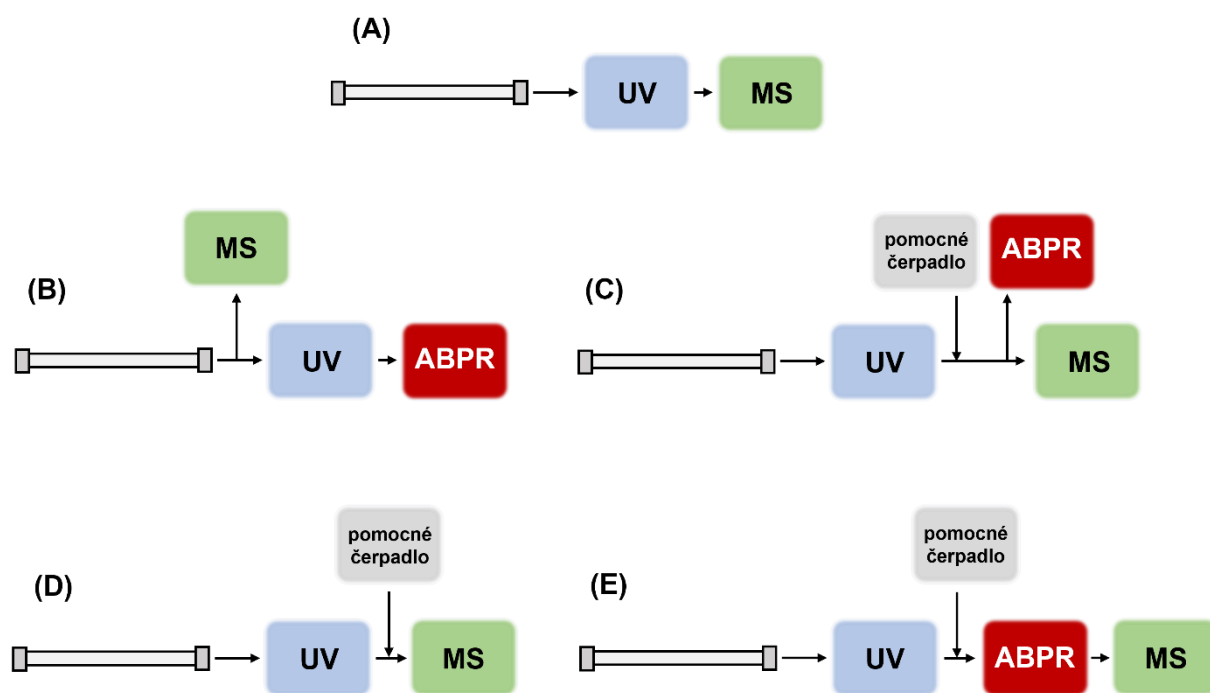 (A)
UV
MS
MS
(B)
UV
ABPR
pomocné
čerpadlo
ABPR
(C)
UV
MS
pomocné
čerpadlo
(D)
UV
MS
pomocné
čerpadlo
(E)
UV
ABPR
MS